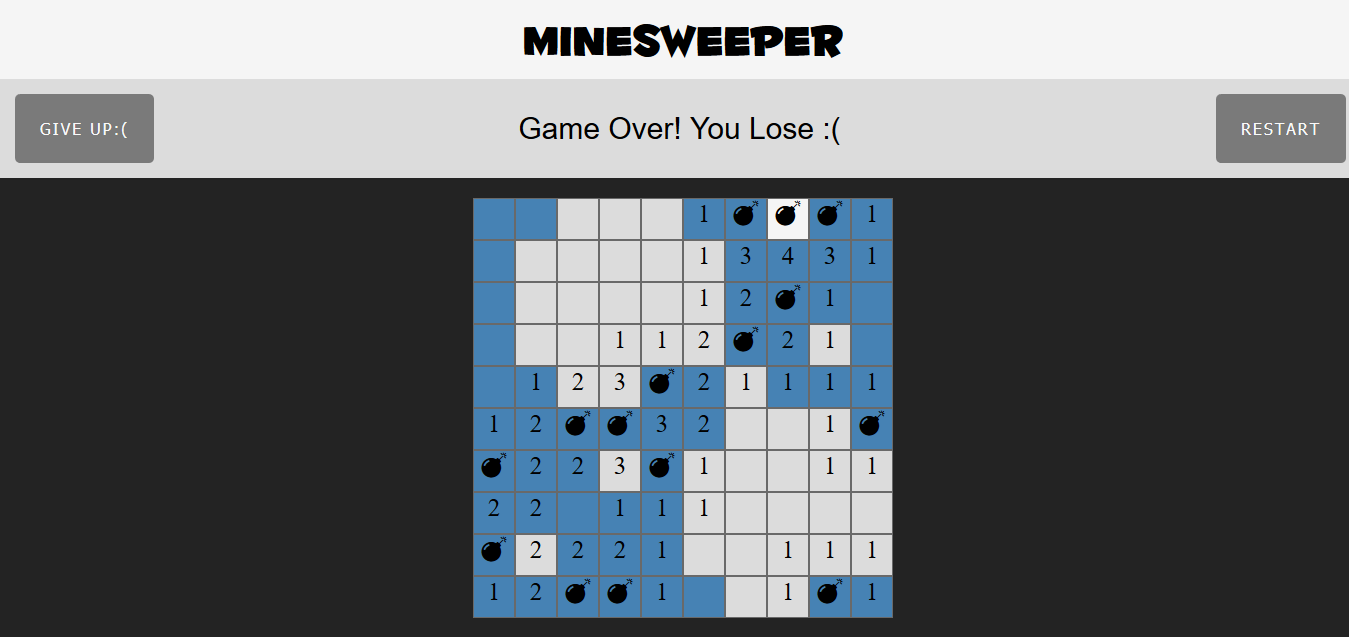 MINESWEEPER
GIVE UP:(
Game Over! You Lose :(
RESTART
1 1
1 3 4 3 1
1 2 1
1 1 2 2 1
1 2 3 2 1 1 1 1
1 2 3 2 1
2 2 3 1 1 1
2 2 1 1 1
2 2 2 1 1 1 1
1 2 1 1 1